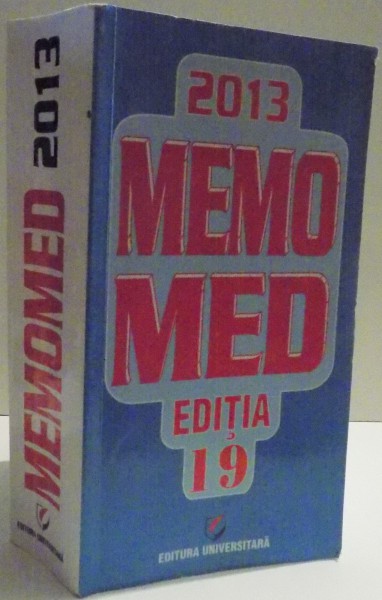 MEMOMED 2013
EDITURA UNIVERSITARĂ
2013
MEMO
MED
EDIȚIA
19
EDITURA UNIVERSITARĂ